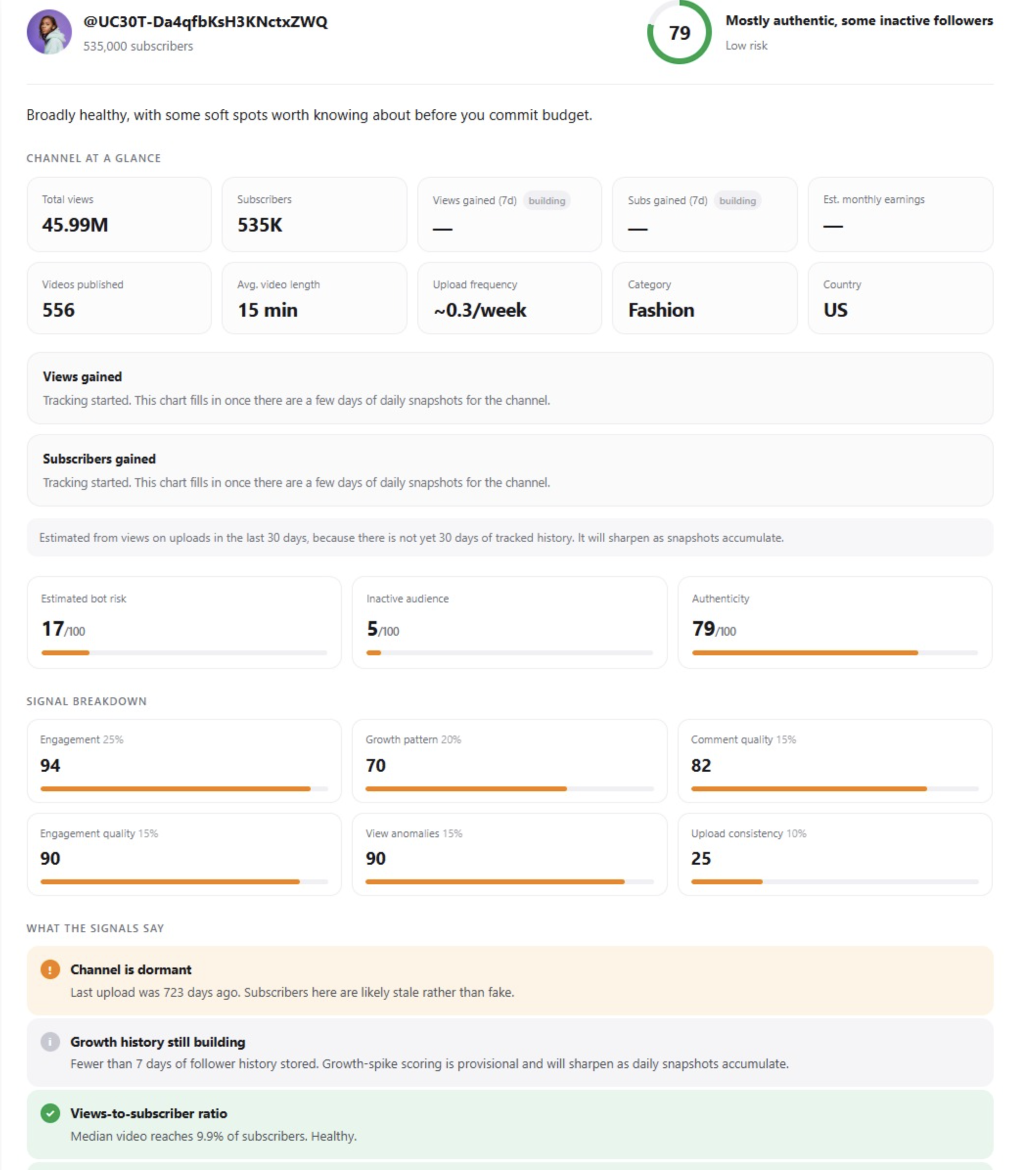 @UC30T-Da4qfbKsH3KNctxZWQ
535,000 subscribers
79
Mostly authentic, some inactive followers
Low risk
Broadly healthy, with some soft spots worth knowing about before you commit budget.
CHANNEL AT A GLANCE
Total views
45.99M
Subscribers
535K
Views gained (7d) building
—
Subs gained (7d) building
—
Est. monthly earnings
—
Videos published
556
Avg. video length
15 min
Upload frequency
~0.3/week
Category
Fashion
Country
US
Views gained
Tracking started. This chart fills in once there are a few days of daily snapshots for the channel.
Subscribers gained
Tracking started. This chart fills in once there are a few days of daily snapshots for the channel.
Estimated from views on uploads in the last 30 days, because there is not yet 30 days of tracked history. It will sharpen as snapshots accumulate.
Estimated bot risk
17/100
Inactive audience
5/100
Authenticity
79/100
SIGNAL BREAKDOWN
Engagement 25%
94
Growth pattern 20%
70
Comment quality 15%
82
Engagement quality 15%
90
View anomalies 15%
90
Upload consistency 10%
25
WHAT THE SIGNALS SAY
Channel is dormant
Last upload was 723 days ago. Subscribers here are likely stale rather than fake.
Growth history still building
Fewer than 7 days of follower history stored. Growth-spike scoring is provisional and will sharpen as daily snapshots accumulate.
Views-to-subscriber ratio
Median video reaches 9.9% of subscribers. Healthy.